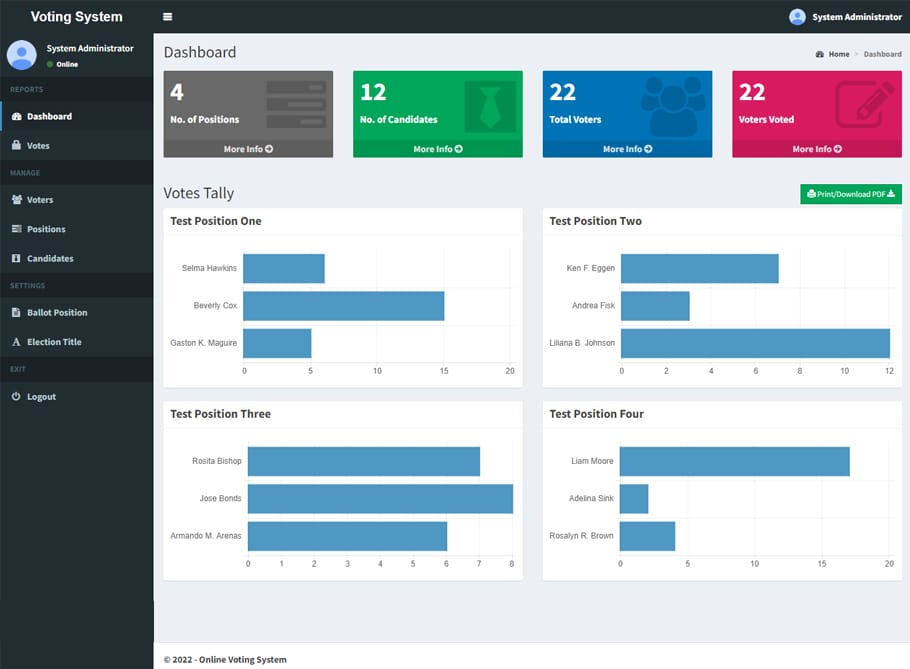 Voting System
System Administrator
System Administrator
Online
REPORTS
Dashboard
Votes
MANAGE
Voters
Positions
Candidates
SETTINGS
Ballot Position
Election Title
EXIT
Logout
Dashboard
Home > Dashboard
4
No. of Positions
More Info
12
No. of Candidates
More Info
22
Total Voters
More Info
22
Voters Voted
More Info
Votes Tally
Print/Download PDF
Test Position One
Selma Hawkins
Beverly Cox
Gaston K. Maguire
0 5 10 15 20
Test Position Two
Ken F. Eggen
Andrea Fisk
Liliana B. Johnson
0 2 4 6 8 10 12
Test Position Three
Rosita Bishop
Jose Bonds
Armando M. Arenas
0 1 2 3 4 5 6 7 8
Test Position Four
Liam Moore
Adelina Sink
Rosalyn R. Brown
0 5 10 15 20
© 2022 - Online Voting System